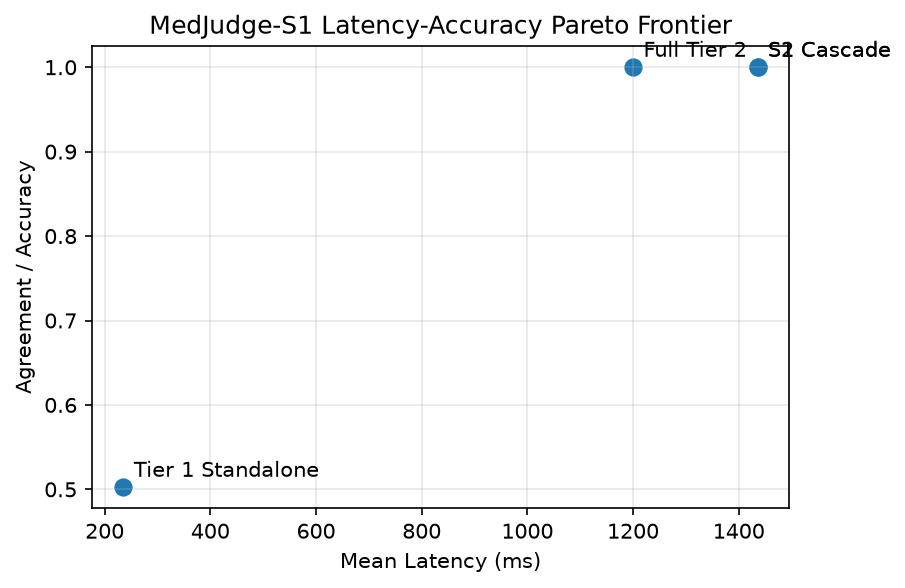 MedJudge-S1 Latency-Accuracy Pareto Frontier
Full Tier 2
Cascade
1.0
0.9
0.8
0.7
0.6
0.5
Agreement / Accuracy
Tier 1 Standalone
200
400
600
800
1000
1200
1400
Mean Latency (ms)